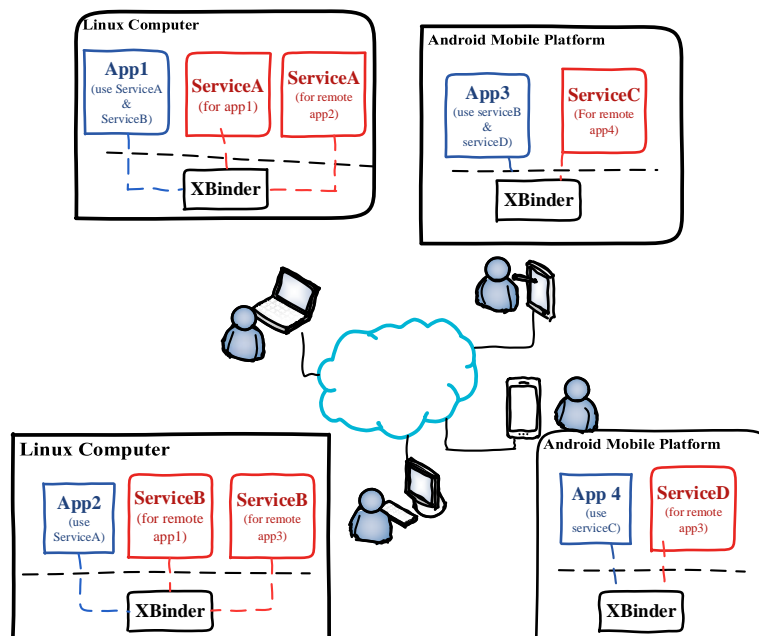 Linux Computer
App1
(use ServiceA
&
ServiceB)
ServiceA
(for app1)
ServiceA
(for remote
app2)
XBinder
Android Mobile Platform
App3
(use serviceB
&
serviceD)
ServiceC
(For remote
app4)
XBinder
Linux Computer
App2
(use
ServiceA)
ServiceB
(for remote
app1)
ServiceB
(for remote
app3)
XBinder
Android Mobile Platform
App 4
(use
serviceC)
ServiceD
(for remote
app3)
XBinder